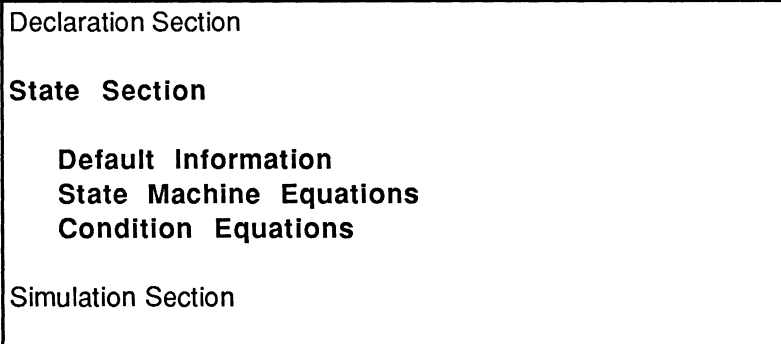 Declaration Section
State Section
Default Information
State Machine Equations
Condition Equations
Simulation Section